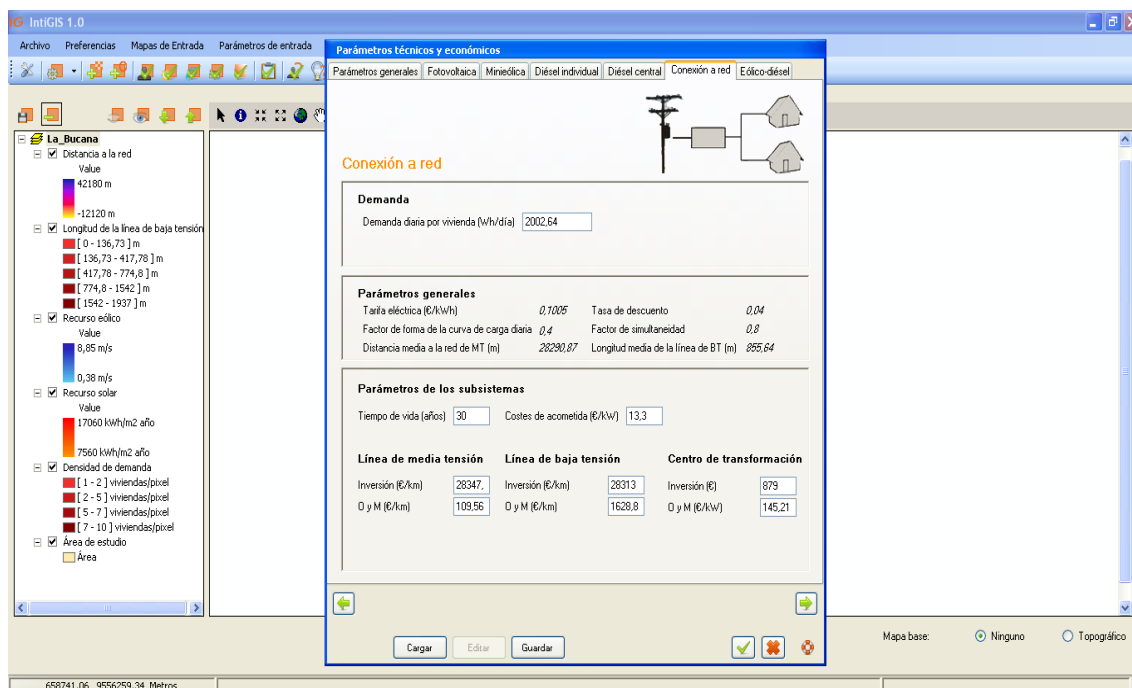 IntiGIS 1.0
Archivo Preferencias Mapas de Entrada Parámetros de entrada
Parámetros técnicos y económicos
Parámetros generales Fotovoltaica Minieólica Diésel individual Diésel central Conexión a red Eólico-diésel
La_Bucana
Distancia a la red
Value
42180 m
-12120 m
Longitud de la línea de baja tensión
[ 0 - 136,73 ] m
[ 136,73 - 417,78 ] m
[ 417,78 - 774,8 ] m
[ 774,8 - 1542 ] m
[ 1542 - 1937 ] m
Recurso eólico
Value
8,85 m/s
0,38 m/s
Recurso solar
Value
17060 kWh/m2 año
7560 kWh/m2 año
Densidad de demanda
[ 1 - 2 ] viviendas/pixel
[ 2 - 5 ] viviendas/pixel
[ 5 - 7 ] viviendas/pixel
[ 7 - 10 ] viviendas/pixel
Área de estudio
Área
Conexión a red
Demanda
Demanda diaria por vivienda (Wh/día) 2002,64
Parámetros generales
Tarifa eléctrica (€/kWh) 0,1005 Tasa de descuento 0,04
Factor de forma de la curva de carga diaria 0,4 Factor de simultaneidad 0,8
Distancia media a la red de MT (m) 28290,87 Longitud media de la línea de BT (m) 855,64
Parámetros de los subsistemas
Tiempo de vida (años) 30 Costes de acometida (€/kW) 13,3
Línea de media tensión Línea de baja tensión Centro de transformación
Inversión (€/km) 28347, Inversión (€/km) 28313 Inversión (€) 879
O y M (€/km) 109,56 O y M (€/km) 1628,8 O y M (€/kW) 145,21
Cargar Editar Guardar
Mapa base: Ninguno Topográfico
658741,06 9556259,34 Metros